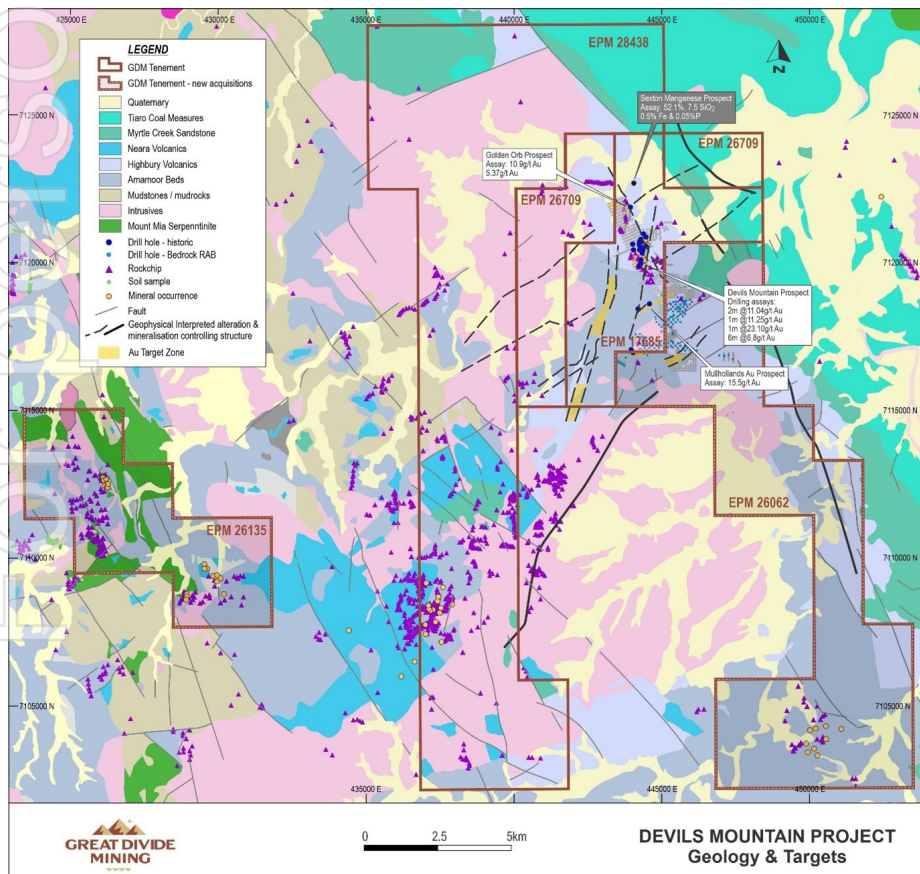 425000 E
430000 E
435000 E
440000 E
445000 E
450000 E
7125000 N
7120000 N
7115000 N
7110000 N
7105000 N
LEGEND
GDM Tenement
GDM Tenement - new acquisitions
Quaternary
Tiaro Coal Measures
Myrtle Creek Sandstone
Neara Volcanics
Highbury Volcanics
Amamoor Beds
Mudstones / mudrocks
Intrusives
Mount Mia Serpenntinite
Drill hole - historic
Drill hole - Bedrock RAB
Rockchip
Soil sample
Mineral occurrence
Fault
Geophysical Interpreted alteration &
mineralisation controlling structure
Au Target Zone
EPM 28438
N
Sexton Manganese Prospect
Assay: 52.1%, 7.5 SiO₂
0.5% Fe & 0.05%P
7125000 N
EPM 26709
Golden Orb Prospect
Assay: 10.9g/t Au
5.37g/t Au
EPM 26709
7120000 N
Devils Mountain Prospect
Drilling assays:
2m @11.04g/t Au
1m @11.25g/t Au
1m @23.10g/t Au
6m @6.8g/t Au
EPM 17685
Mullhollands Au Prospect
Assay: 15.5g/t Au
7115000 N
EPM 26062
EPM 26135
7110000 N
7105000 N
435000 E
440000 E
445000 E
450000 E
GREAT DIVIDE
MINING
0
2.5
5km
DEVILS MOUNTAIN PROJECT
Geology & Targets